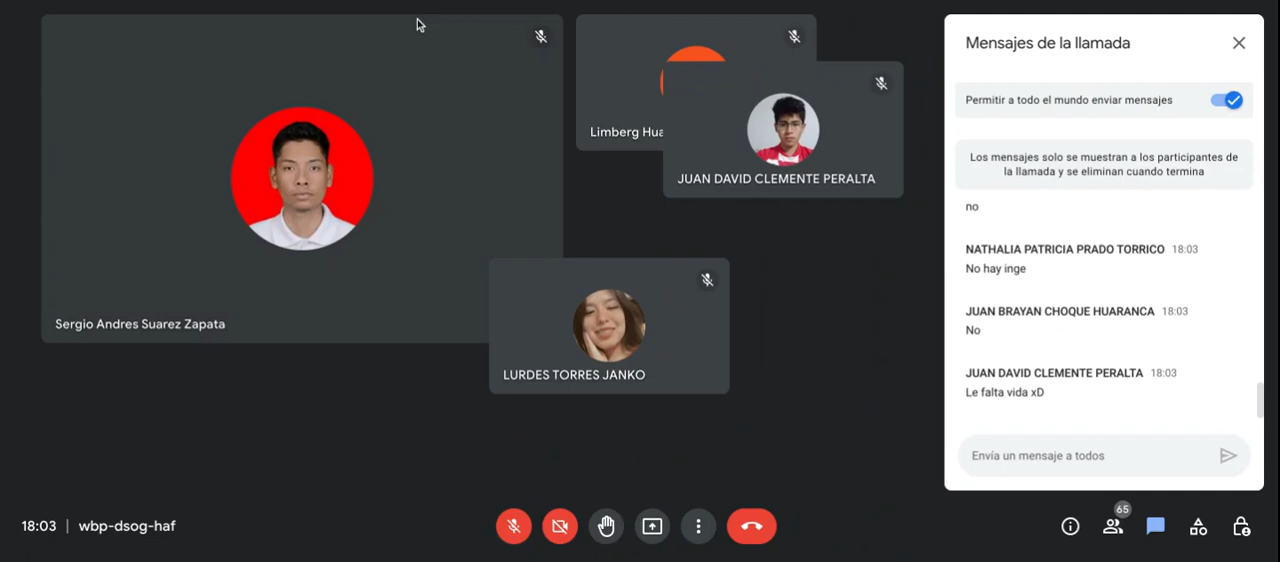 Sergio Andres Suarez Zapata
Limberg Hua
JUAN DAVID CLEMENTE PERALTA
LURDES TORRES JANKO
Mensajes de la llamada
Permitir a todo el mundo enviar mensajes
Los mensajes solo se muestran a los participantes de
la llamada y se eliminan cuando termina
no
NATHALIA PATRICIA PRADO TORRICO 18:03
No hay inge
JUAN BRAYAN CHOQUE HUARANCA 18:03
No
JUAN DAVID CLEMENTE PERALTA 18:03
Le falta vida xD
Envía un mensaje a todos
18:03 | wbp-dsog-haf
65